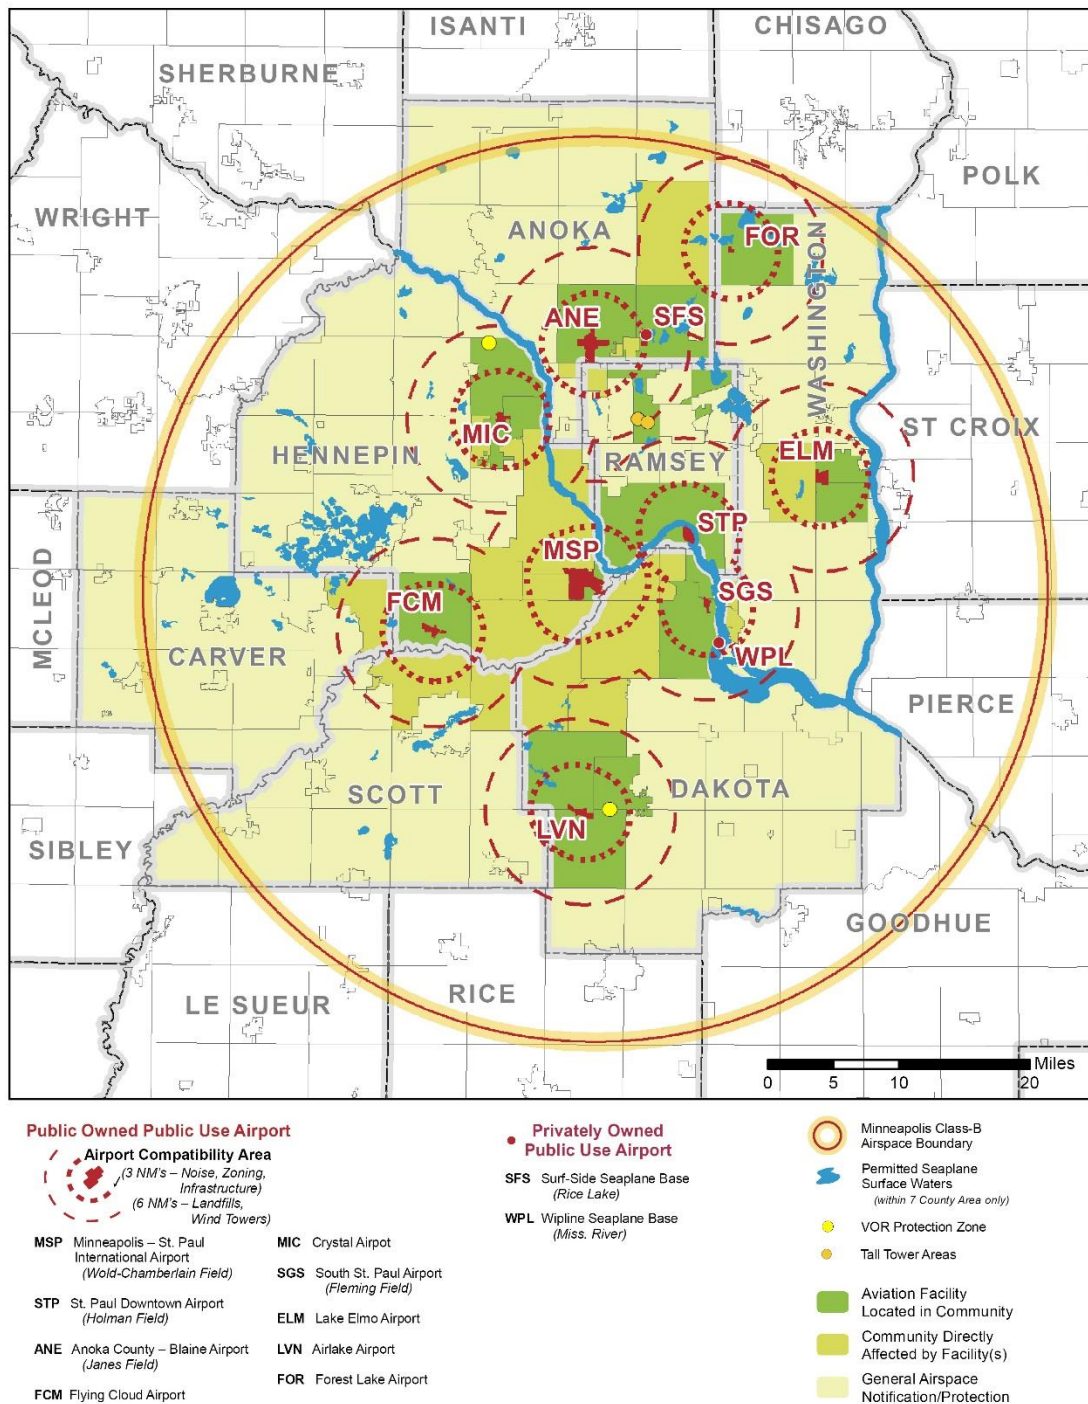 ISANTI
CHISAGO
SHERBURNE
POLK
WRIGHT
ANOKA
FOR
WASHINGTON
ANE
SFS
MIC
HENNEPIN
RAMSEY
ELM
ST CROIX
STP
MSP
MCLEOD
FCM
SGS
CARVER
WPL
PIERCE
SCOTT
DAKOTA
LVN
SIBLEY
GOODHUE
LE SUEUR
RICE
Miles
0 5 10 20
Public Owned Public Use Airport
Airport Compatibility Area
(3 NM's – Noise, Zoning,
Infrastructure)
(6 NM's – Landfills,
Wind Towers)
MSP Minneapolis – St. Paul
International Airport
(Wold-Chamberlain Field)
STP St. Paul Downtown Airport
(Holman Field)
ANE Anoka County – Blaine Airport
(Janes Field)
FCM Flying Cloud Airport
MIC Crystal Airpot
SGS South St. Paul Airport
(Fleming Field)
ELM Lake Elmo Airport
LVN Airlake Airport
FOR Forest Lake Airport
Privately Owned
Public Use Airport
SFS Surf-Side Seaplane Base
(Rice Lake)
WPL Wipline Seaplane Base
(Miss. River)
Minneapolis Class-B
Airspace Boundary
Permitted Seaplane
Surface Waters
(within 7 County Area only)
VOR Protection Zone
Tall Tower Areas
Aviation Facility
Located in Community
Community Directly
Affected by Facility(s)
General Airspace
Notification/Protection